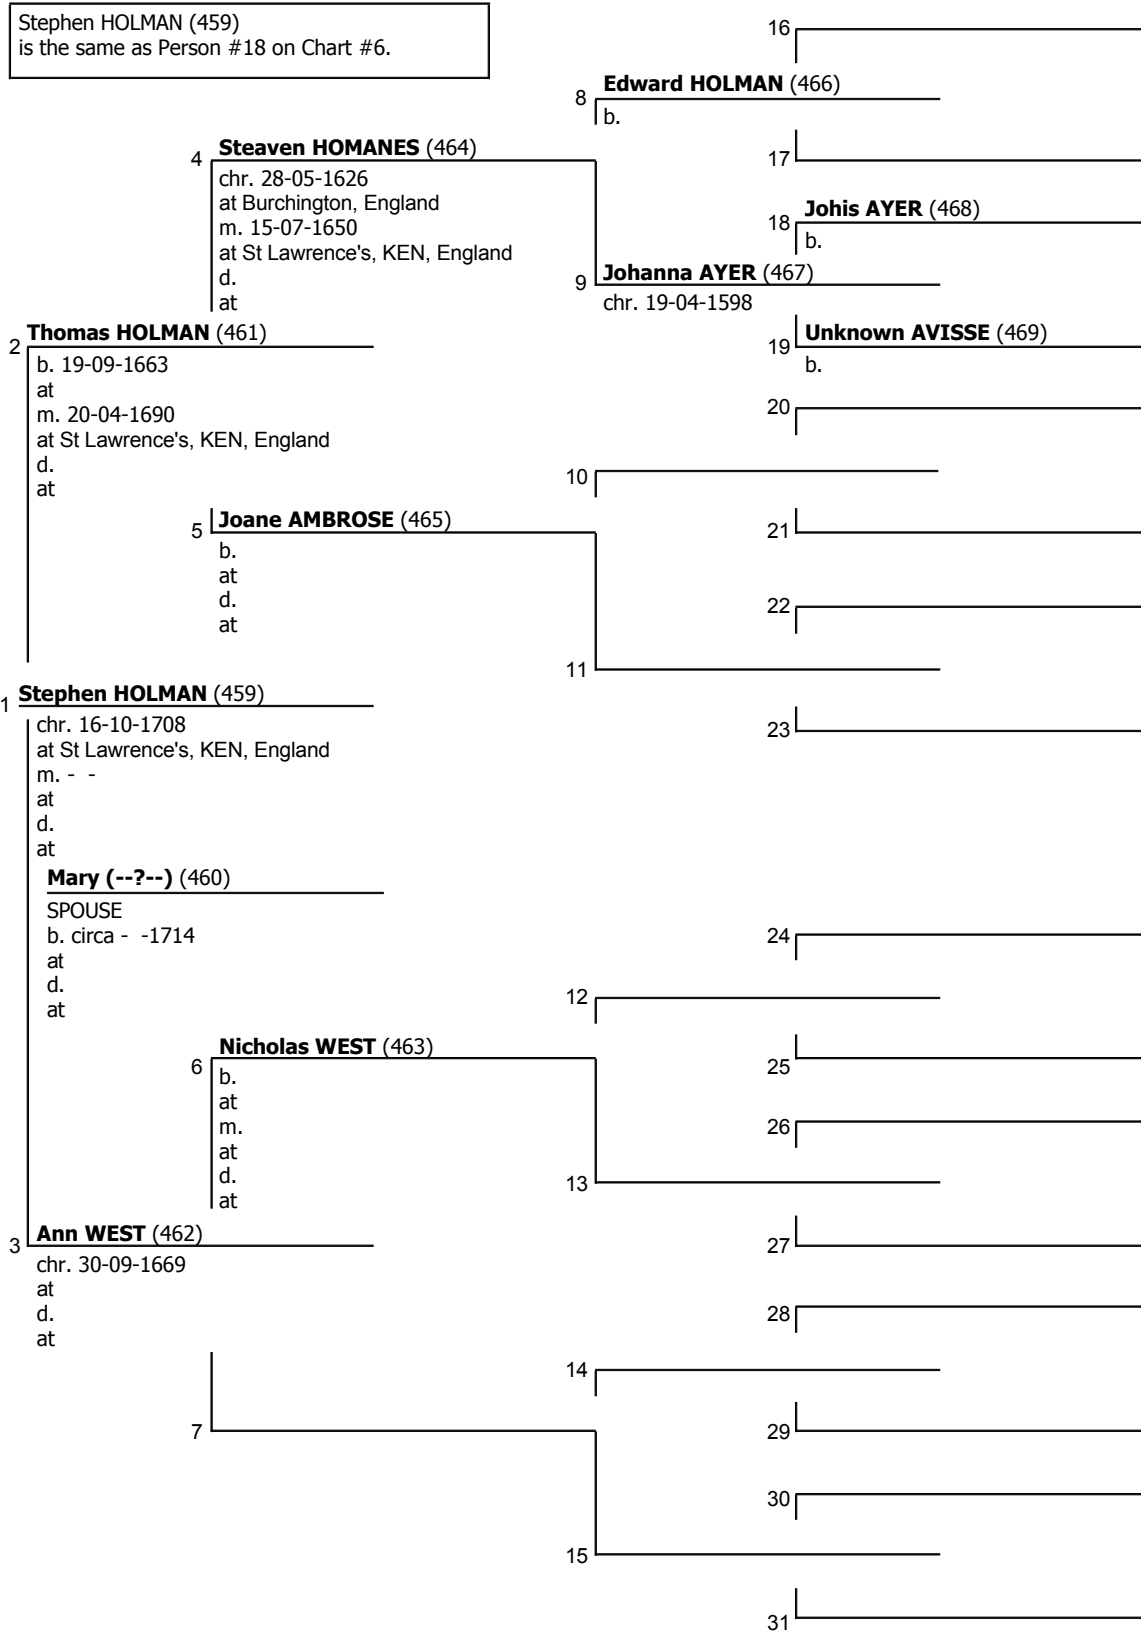 Stephen HOLMAN (459)
is the same as Person #18 on Chart #6.
16
8 Edward HOLMAN (466)
b.
4 Steaven HOMANES (464)
chr. 28-05-1626
at Burchington, England
m. 15-07-1650
at St Lawrence's, KEN, England
d.
at
17
18 Johis AYER (468)
b.
9 Johanna AYER (467)
chr. 19-04-1598
2 Thomas HOLMAN (461)
b. 19-09-1663
at
m. 20-04-1690
at St Lawrence's, KEN, England
d.
at
19 Unknown AVISSE (469)
b.
20
10
5 Joane AMBROSE (465)
b.
at
d.
at
21
22
11
1 Stephen HOLMAN (459)
chr. 16-10-1708
at St Lawrence's, KEN, England
m. - -
at
d.
at
23
Mary (--?--) (460)
SPOUSE
b. circa - -1714
at
d.
at
24
12
6 Nicholas WEST (463)
b.
at
m.
at
d.
at
25
26
13
3 Ann WEST (462)
chr. 30-09-1669
at
d.
at
27
28
14
7
29
30
15
31